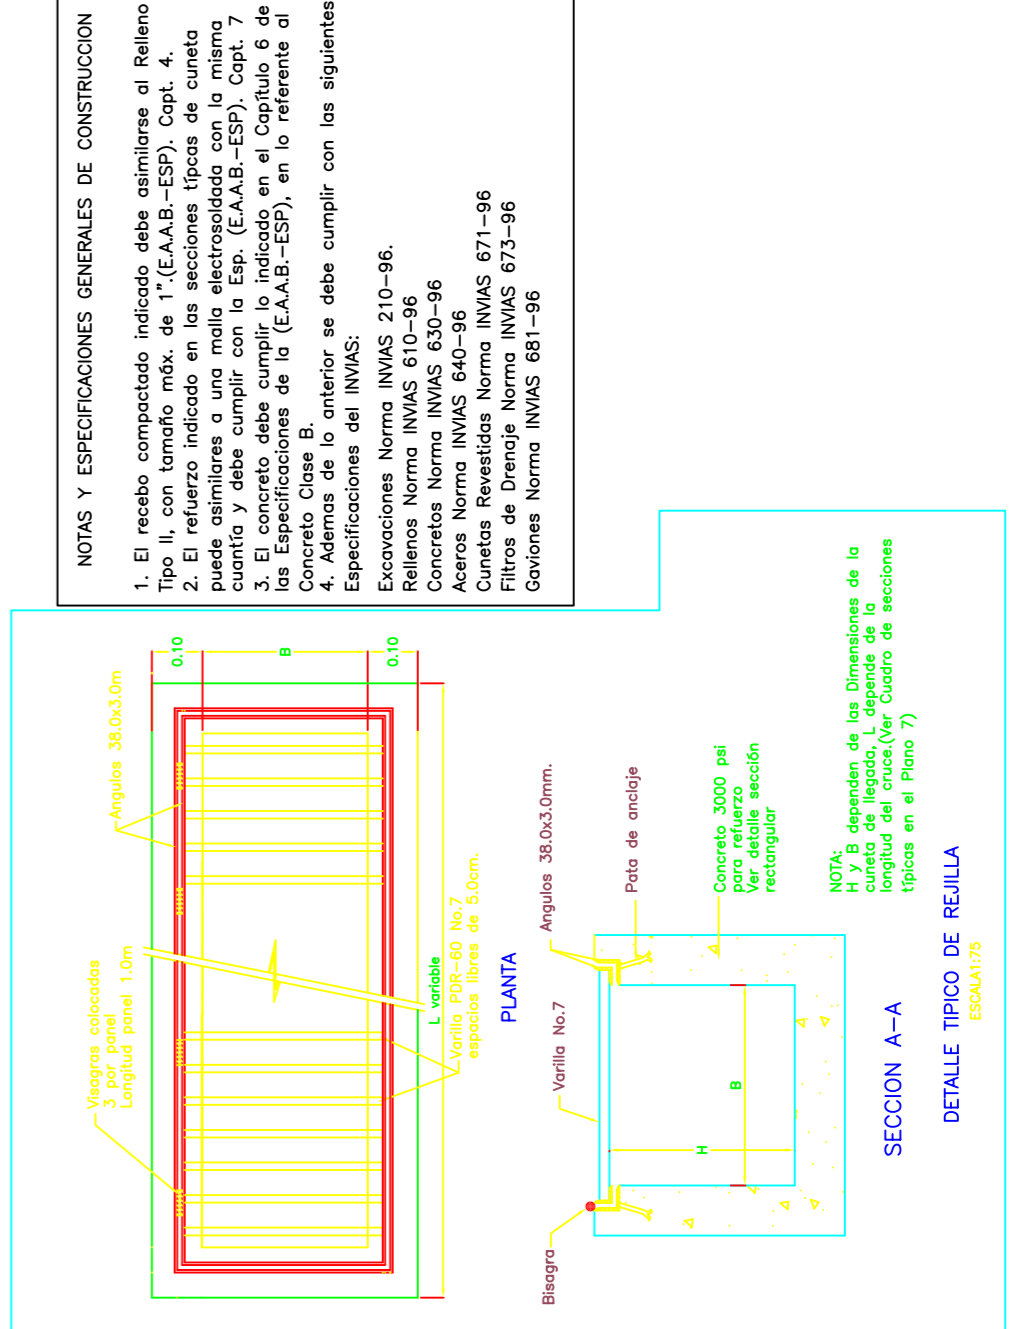 NOTAS Y ESPECIFICACIONES GENERALES DE CONSTRUCCION
1. El recebo compactado indicado debe asimilarse al Relleno
Tipo II, con tamaño máx. de 1".(E.A.A.B.-ESP). Capt. 4.
2. El refuerzo indicado en las secciones típcas de cuneta
puede asimilares a una malla electrosoldada con la misma
cuantía y debe cumplir con la Esp. (E.A.A.B.-ESP). Capt. 7
3. El concreto debe cumplir lo indicado en el Capítulo 6 de
las Especificaciones de la (E.A.A.B.-ESP), en lo referente al
Concreto Clase B.
4. Ademas de lo anterior se debe cumplir con las siguientes
Especificaciones del INVIAS:
Excavaciones Norma INVIAS 210-96.
Rellenos Norma INVIAS 610-96
Concretos Norma INVIAS 630-96
Aceros Norma INVIAS 640-96
Cunetas Revestidas Norma INVIAS 671-96
Filtros de Drenaje Norma INVIAS 673-96
Gaviones Norma INVIAS 681-96
Visagras colocadas
3 por panel
Longitud panel 1.0m
Angulos 38.0x3.0m
0.10
B
0.10
L variable
Varilla PDR-60 No.7
espacios libres de 5.0cm.
PLANTA
Bisagra
Varilla No.7
Angulos 38.0x3.0mm.
Pata de anclaje
H
B
Concreto 3000 psi
para refuerzo
Ver detalle sección
rectangular
SECCION A-A
NOTA:
H y B dependen de las Dimensiones de la
cuneta de llegada, L depende de la
longitud del cruce.(Ver Cuadro de secciones
típicas en el Plano 7)
DETALLE TIPICO DE REJILLA
ESCALA1:75